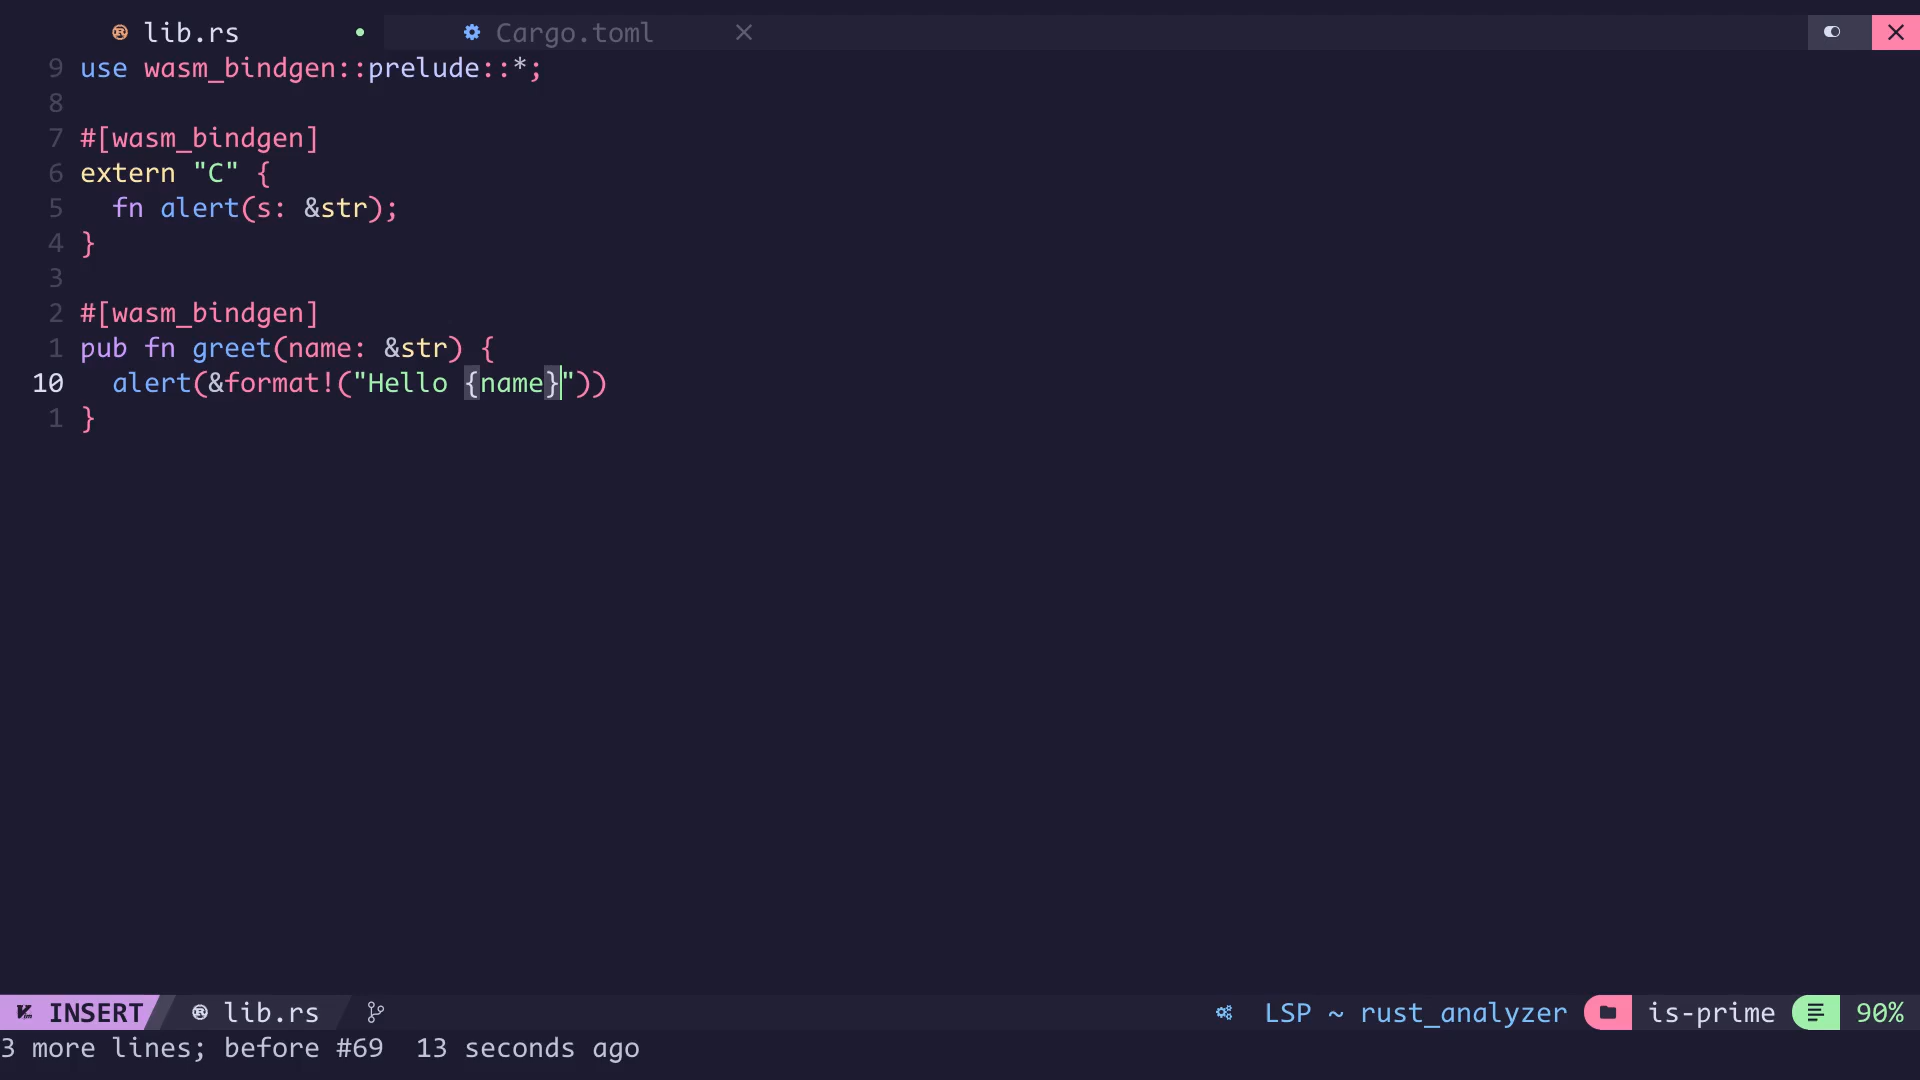 lib.rs Cargo.toml
9 use wasm_bindgen::prelude::*;
8
7 #[wasm_bindgen]
6 extern "C" {
5 fn alert(s: &str);
4 }
3
2 #[wasm_bindgen]
1 pub fn greet(name: &str) {
10 alert(&format!("Hello {name}"))
1 }
INSERT lib.rs LSP ~ rust_analyzer is-prime 90%
3 more lines; before #69 13 seconds ago